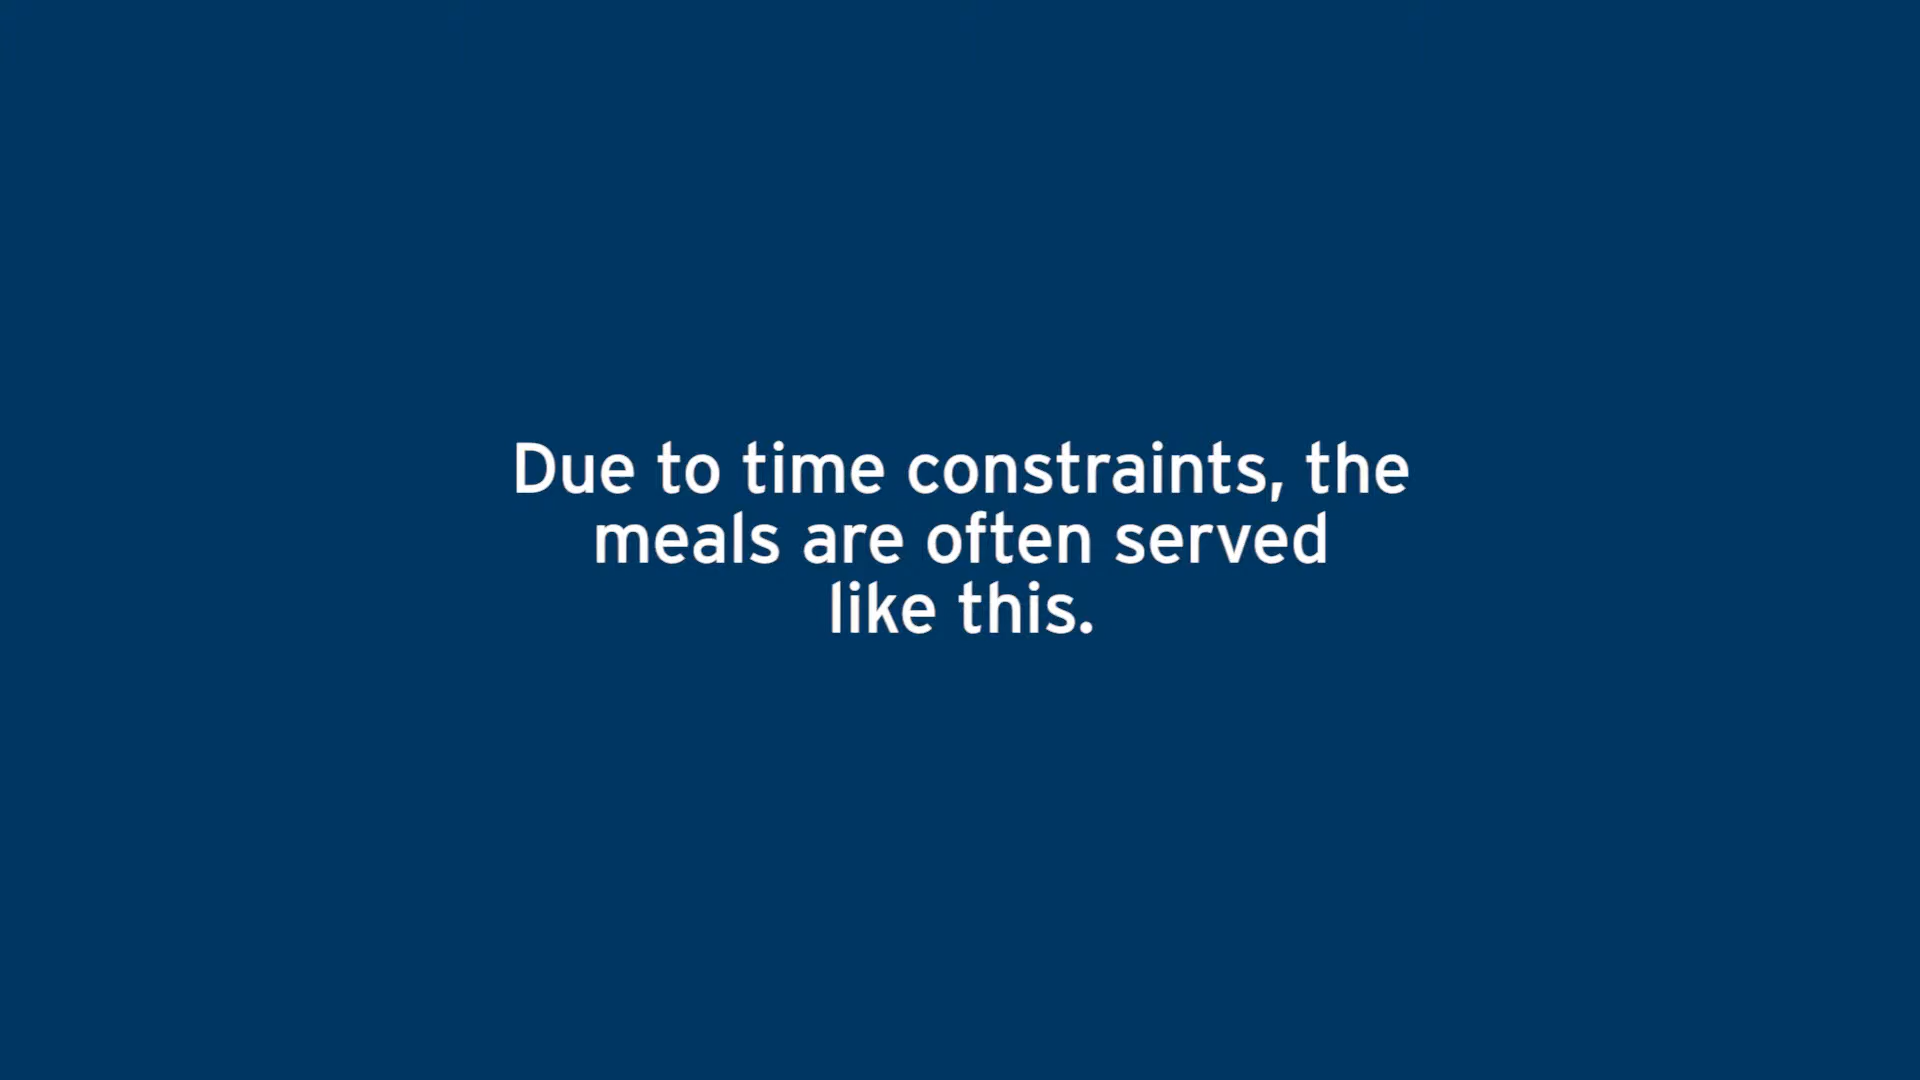 Due to time constraints, the
meals are often served
like this.